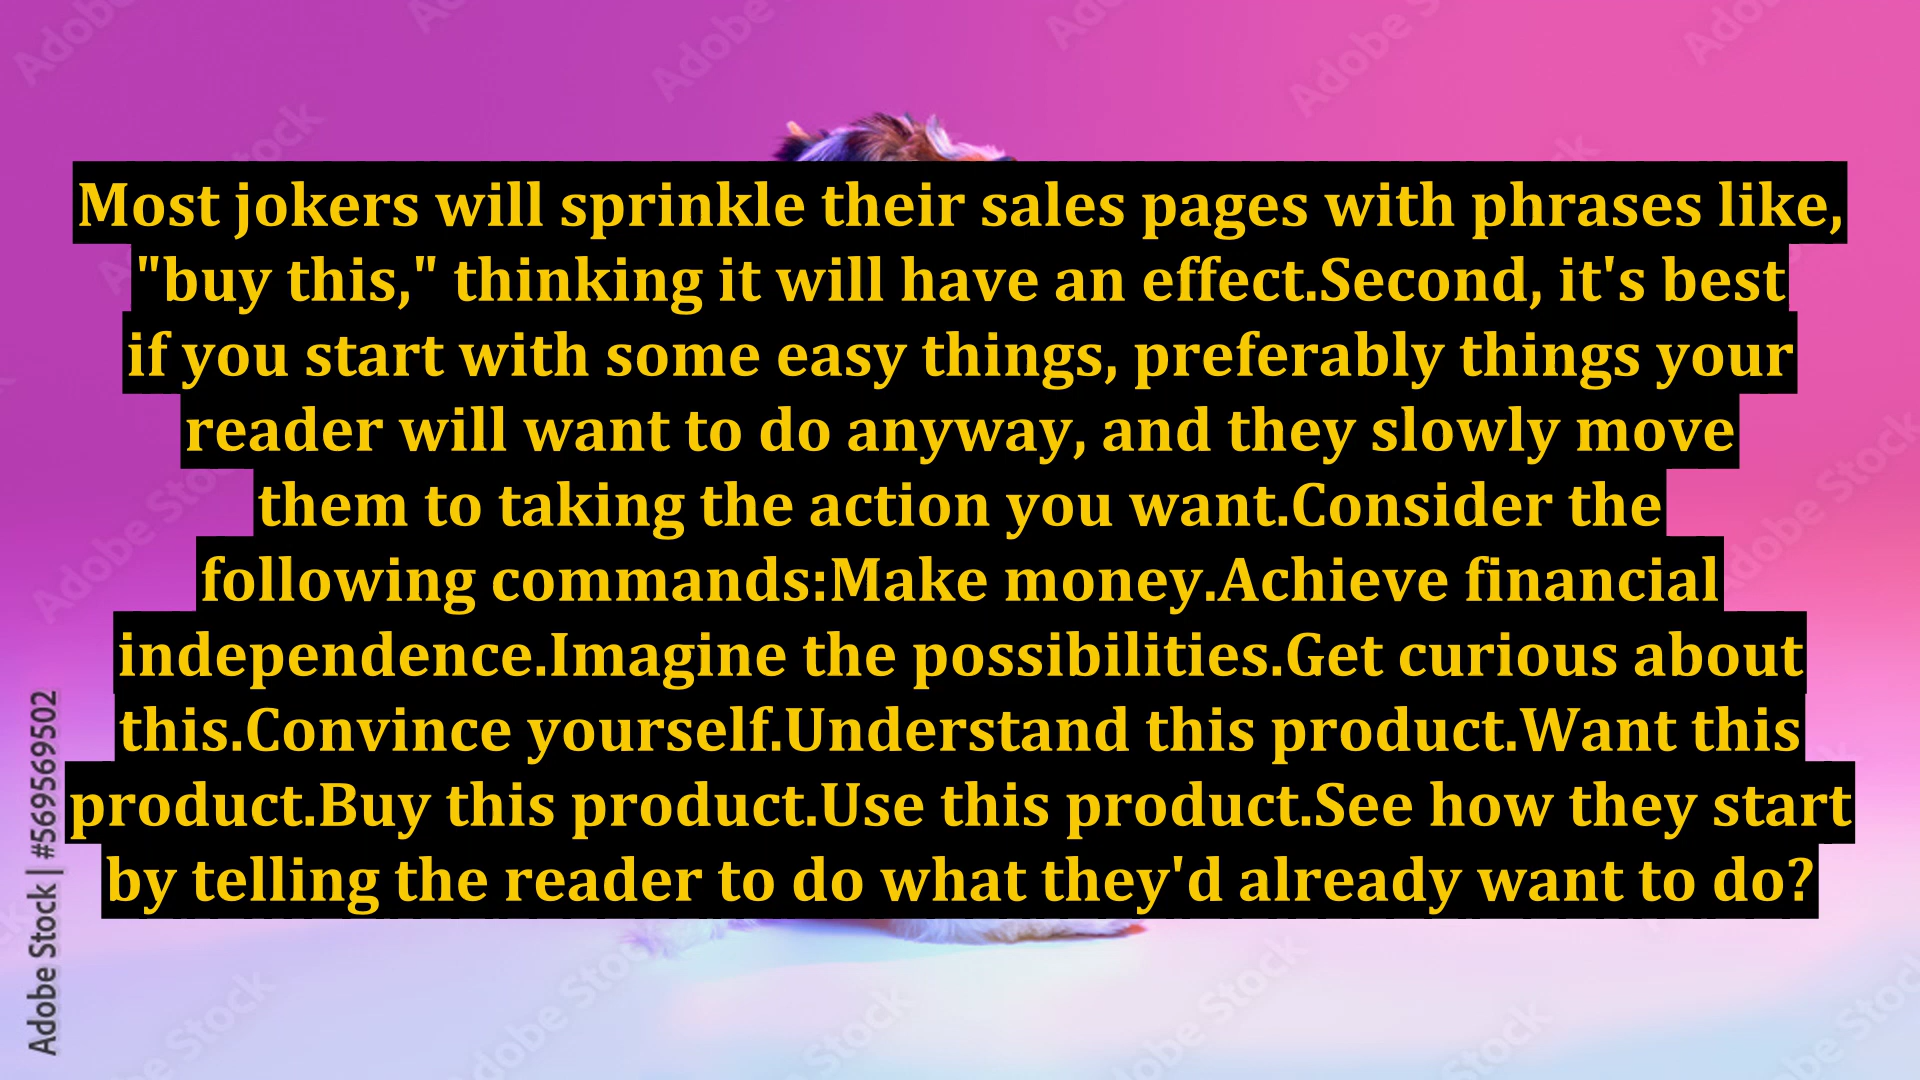 Most jokers will sprinkle their sales pages with phrases like,
"buy this," thinking it will have an effect.Second, it's best
if you start with some easy things, preferably things your
reader will want to do anyway, and they slowly move
them to taking the action you want.Consider the
following commands:Make money.Achieve financial
independence.Imagine the possibilities.Get curious about
this.Convince yourself.Understand this product.Want this
product.Buy this product.Use this product.See how they start
by telling the reader to do what they'd already want to do?
Adobe Stock | #569569502
Adobe Stock